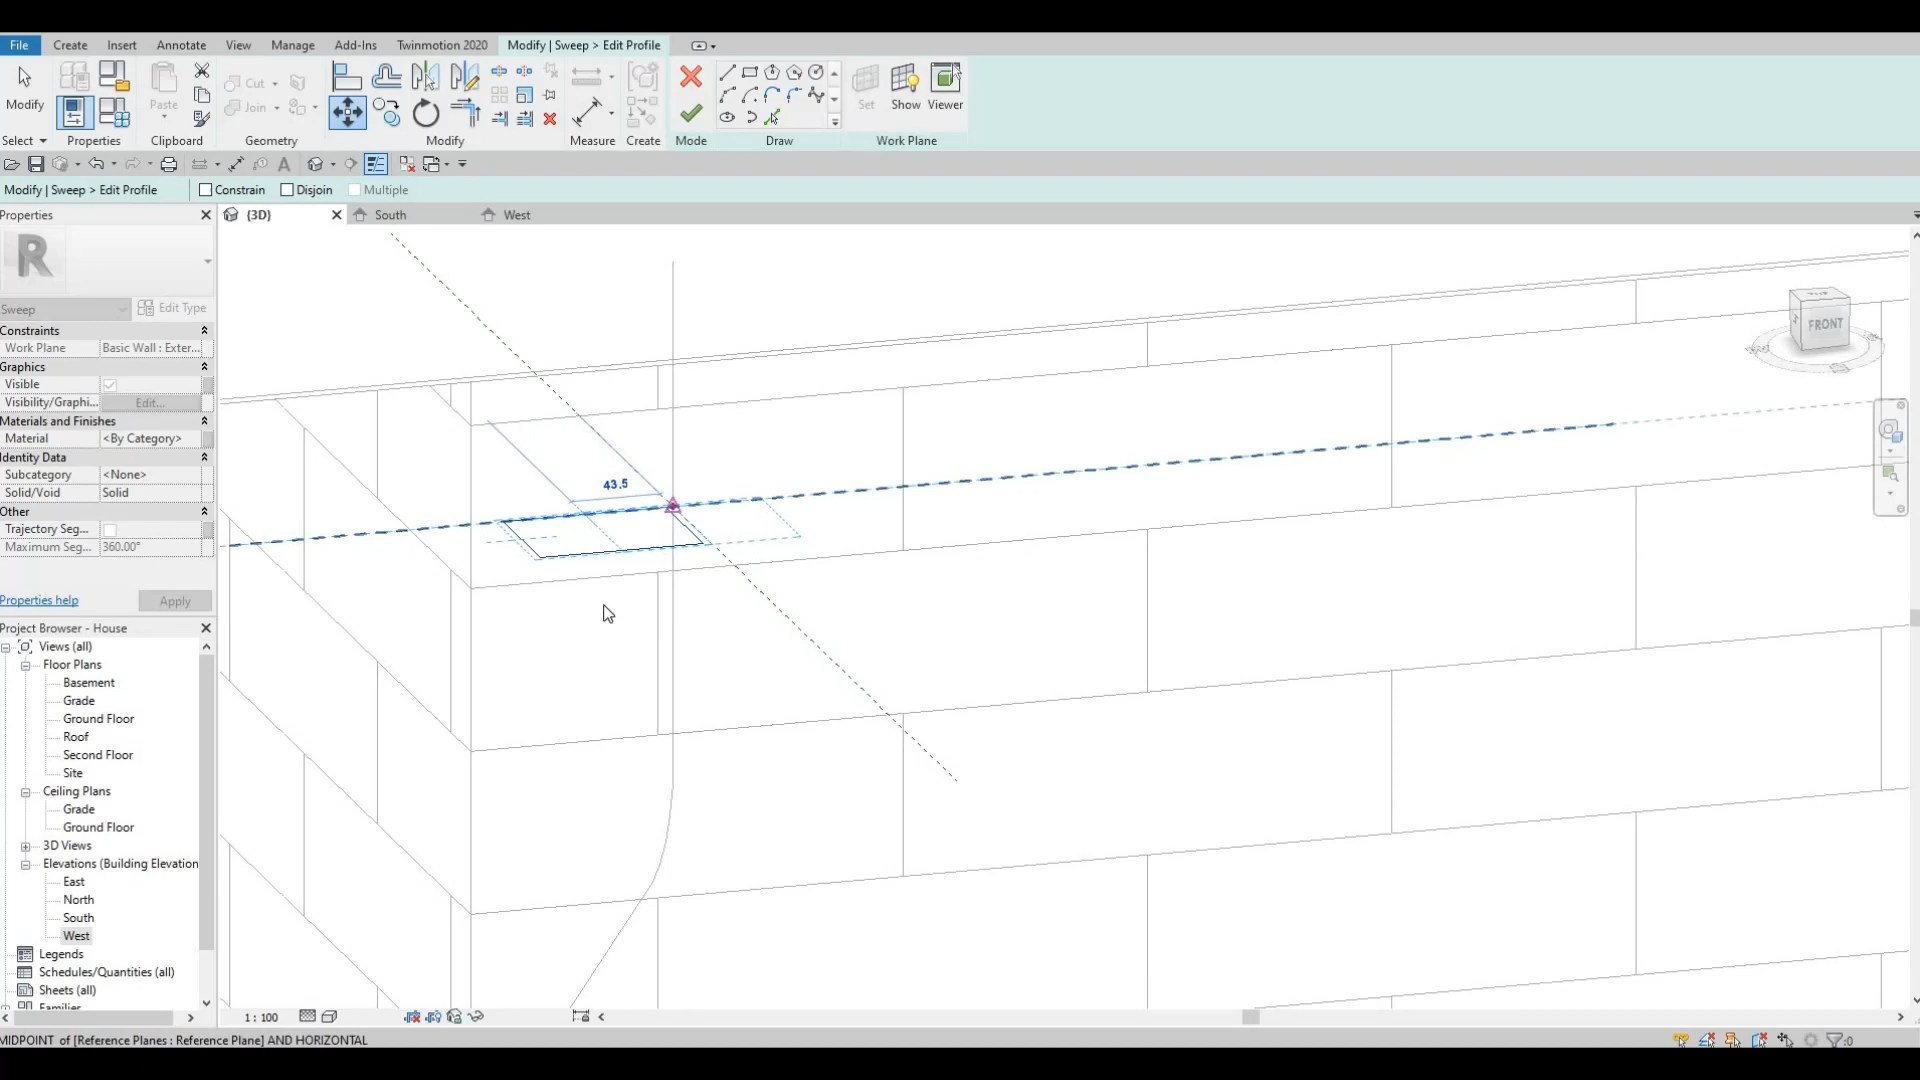 File Create Insert Annotate View Manage Add-Ins Twinmotion 2020 Modify | Sweep > Edit Profile
Modify Paste Cut Join Set Show Viewer
Select Properties Clipboard Geometry Modify Measure Create Mode Draw Work Plane
Modify | Sweep > Edit Profile Constrain Disjoin Multiple
Properties {3D} South West
R
Sweep Edit Type
Constraints
Work Plane Basic Wall : Exter...
Graphics
Visible
Visibility/Graphi... Edit...
Materials and Finishes
Material <By Category>
Identity Data
Subcategory <None>
Solid/Void Solid
Other
Trajectory Seg...
Maximum Seg... 360.00°
Properties help Apply
Project Browser - House
Views (all)
Floor Plans
Basement
Grade
Ground Floor
Roof
Second Floor
Site
Ceiling Plans
Grade
Ground Floor
3D Views
Elevations (Building Elevation
East
North
South
West
Legends
Schedules/Quantities (all)
Sheets (all)
Families
43.5
TOP
FRONT
1 : 100
MIDPOINT of [Reference Planes : Reference Plane] AND HORIZONTAL
:0